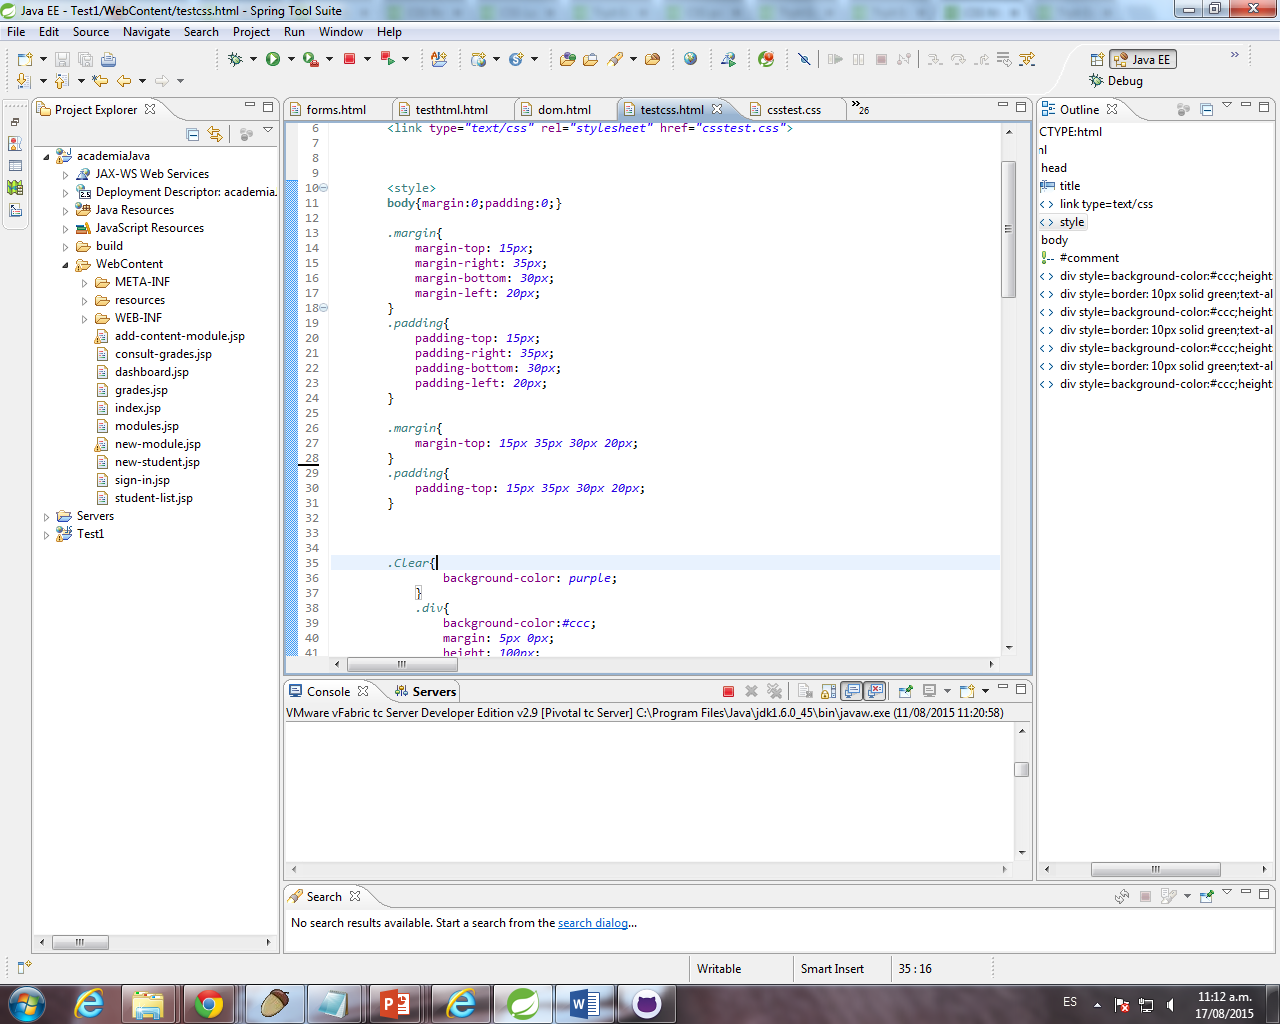 Java EE - Test1/WebContent/testcss.html - Spring Tool Suite
File Edit Source Navigate Search Project Run Window Help
Java EE
Debug
Project Explorer
academiaJava
JAX-WS Web Services
Deployment Descriptor: academia.
Java Resources
JavaScript Resources
build
WebContent
META-INF
resources
WEB-INF
add-content-module.jsp
consult-grades.jsp
dashboard.jsp
grades.jsp
index.jsp
modules.jsp
new-module.jsp
new-student.jsp
sign-in.jsp
student-list.jsp
Servers
Test1
forms.html testhtml.html dom.html testcss.html csstest.css »26
6 <link type="text/css" rel="stylesheet" href="csstest.css">
7
8
9
10 <style>
11 body{margin:0;padding:0;}
12
13 .margin{
14 margin-top: 15px;
15 margin-right: 35px;
16 margin-bottom: 30px;
17 margin-left: 20px;
18 }
19 .padding{
20 padding-top: 15px;
21 padding-right: 35px;
22 padding-bottom: 30px;
23 padding-left: 20px;
24 }
25
26 .margin{
27 margin-top: 15px 35px 30px 20px;
28 }
29 .padding{
30 padding-top: 15px 35px 30px 20px;
31 }
32
33
34
35 .Clear{
36 background-color: purple;
37 }
38 .div{
39 background-color:#ccc;
40 margin: 5px 0px;
41 height: 100px;
Outline
CTYPE:html
nl
head
title
link type=text/css
style
body
#comment
div style=background-color:#ccc;height
div style=border: 10px solid green;text-al
div style=background-color:#ccc;height
div style=border: 10px solid green;text-al
div style=background-color:#ccc;height
div style=border: 10px solid green;text-al
div style=background-color:#ccc;height
Console Servers
VMware vFabric tc Server Developer Edition v2.9 [Pivotal tc Server] C:\Program Files\Java\jdk1.6.0_45\bin\javaw.exe (11/08/2015 11:20:58)
Search
No search results available. Start a search from the search dialog...
Writable Smart Insert 35 : 16
ES
11:12 a.m.
17/08/2015